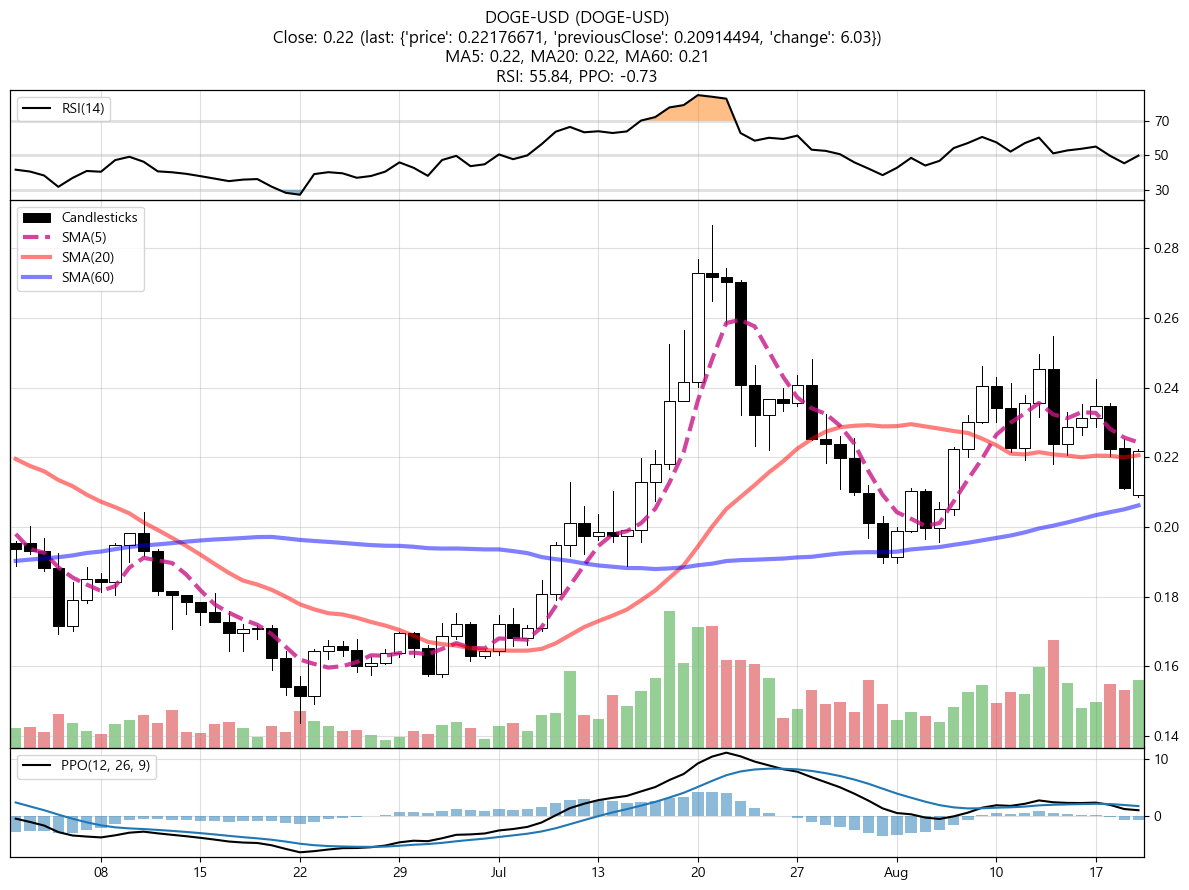 DOGE-USD (DOGE-USD)
Close: 0.22 (last: {'price': 0.22176671, 'previousClose': 0.20914494, 'change': 6.03})
MA5: 0.22, MA20: 0.22, MA60: 0.21
RSI: 55.84, PPO: -0.73
RSI(14)
70
50
30
Candlesticks
SMA(5)
SMA(20)
SMA(60)
0.28
0.26
0.24
0.22
0.20
0.18
0.16
0.14
PPO(12, 26, 9)
10
0
08 15 22 29 Jul 13 20 27 Aug 10 17